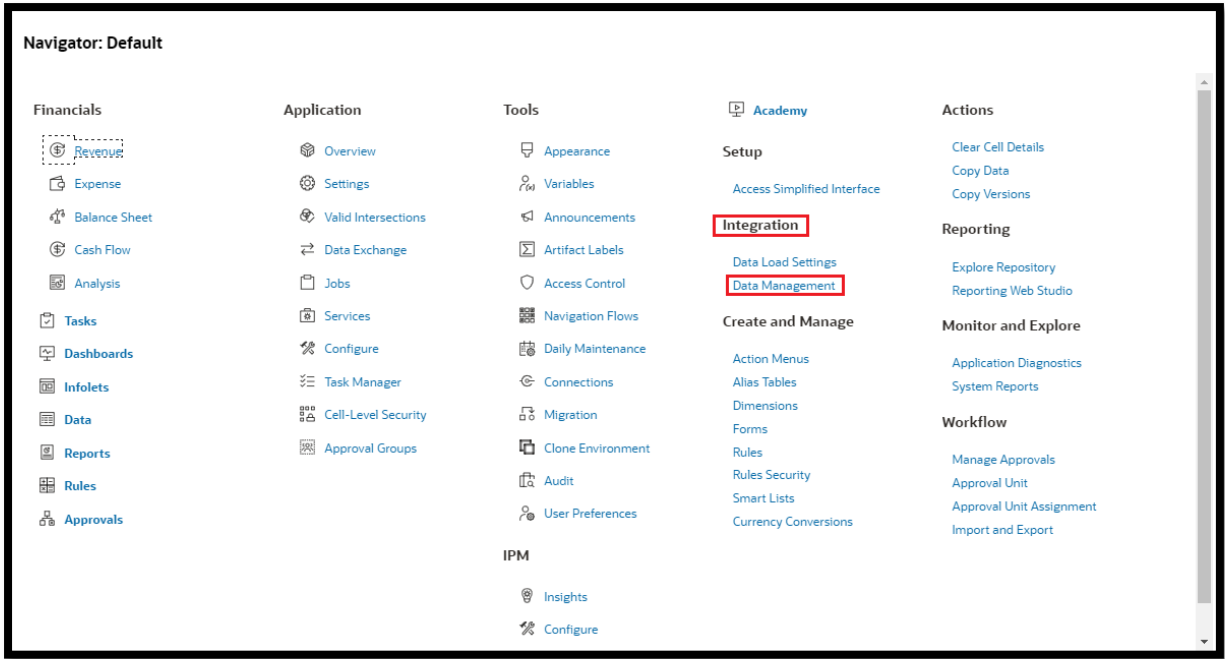 Navigator: Default
Financials
Revenue
Expense
Balance Sheet
Cash Flow
Analysis
Tasks
Dashboards
Infolets
Data
Reports
Rules
Approvals
Application
Overview
Settings
Valid Intersections
Data Exchange
Jobs
Services
Configure
Task Manager
Cell-Level Security
Approval Groups
Tools
Appearance
Variables
Announcements
Artifact Labels
Access Control
Navigation Flows
Daily Maintenance
Connections
Migration
Clone Environment
Audit
User Preferences
IPM
Insights
Configure
Academy
Setup
Access Simplified Interface
Integration
Data Load Settings
Data Management
Create and Manage
Action Menus
Alias Tables
Dimensions
Forms
Rules
Rules Security
Smart Lists
Currency Conversions
Actions
Clear Cell Details
Copy Data
Copy Versions
Reporting
Explore Repository
Reporting Web Studio
Monitor and Explore
Application Diagnostics
System Reports
Workflow
Manage Approvals
Approval Unit
Approval Unit Assignment
Import and Export